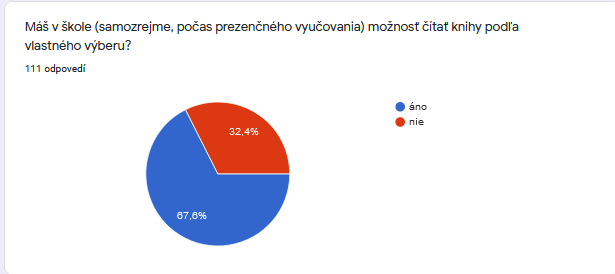 Máš v škole (samozrejme, počas prezenčného vyučovania) možnosť čítať knihy podľa
vlastného výberu?
111 odpovedí
áno
nie
32,4%
67,6%